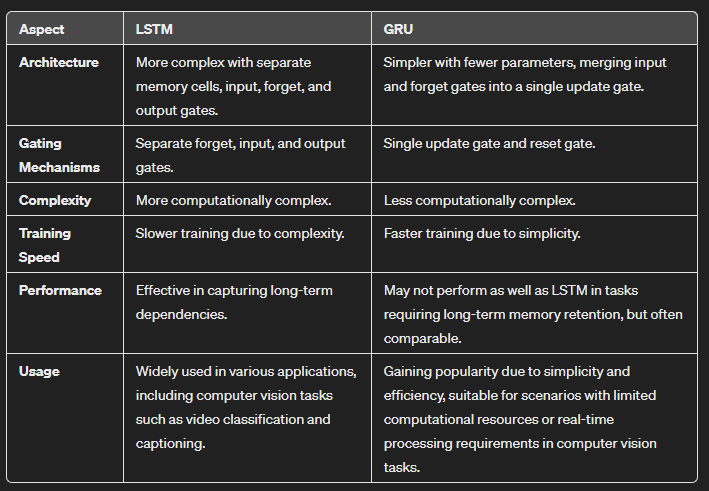 Aspect LSTM GRU
Architecture More complex with separate memory cells, input, forget, and output gates. Simpler with fewer parameters, merging input and forget gates into a single update gate.
Gating Mechanisms Separate forget, input, and output gates. Single update gate and reset gate.
Complexity More computationally complex. Less computationally complex.
Training Speed Slower training due to complexity. Faster training due to simplicity.
Performance Effective in capturing long-term dependencies. May not perform as well as LSTM in tasks requiring long-term memory retention, but often comparable.
Usage Widely used in various applications, including computer vision tasks such as video classification and captioning. Gaining popularity due to simplicity and efficiency, suitable for scenarios with limited computational resources or real-time processing requirements in computer vision tasks.